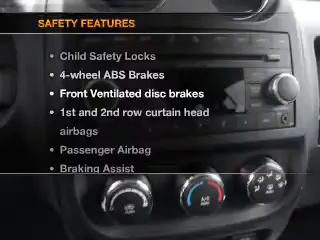 SAFETY FEATURES
• Child Safety Locks
• 4-wheel ABS Brakes
• Front Ventilated disc brakes
• 1st and 2nd row curtain head
airbags
• Passenger Airbag
• Braking Assist